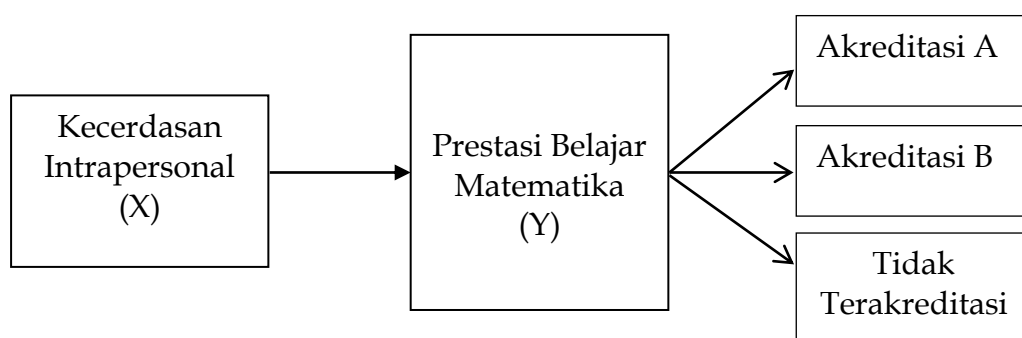 Kecerdasan
Intrapersonal
(X)
Prestasi Belajar
Matematika
(Y)
Akreditasi A
Akreditasi B
Tidak
Terakreditasi